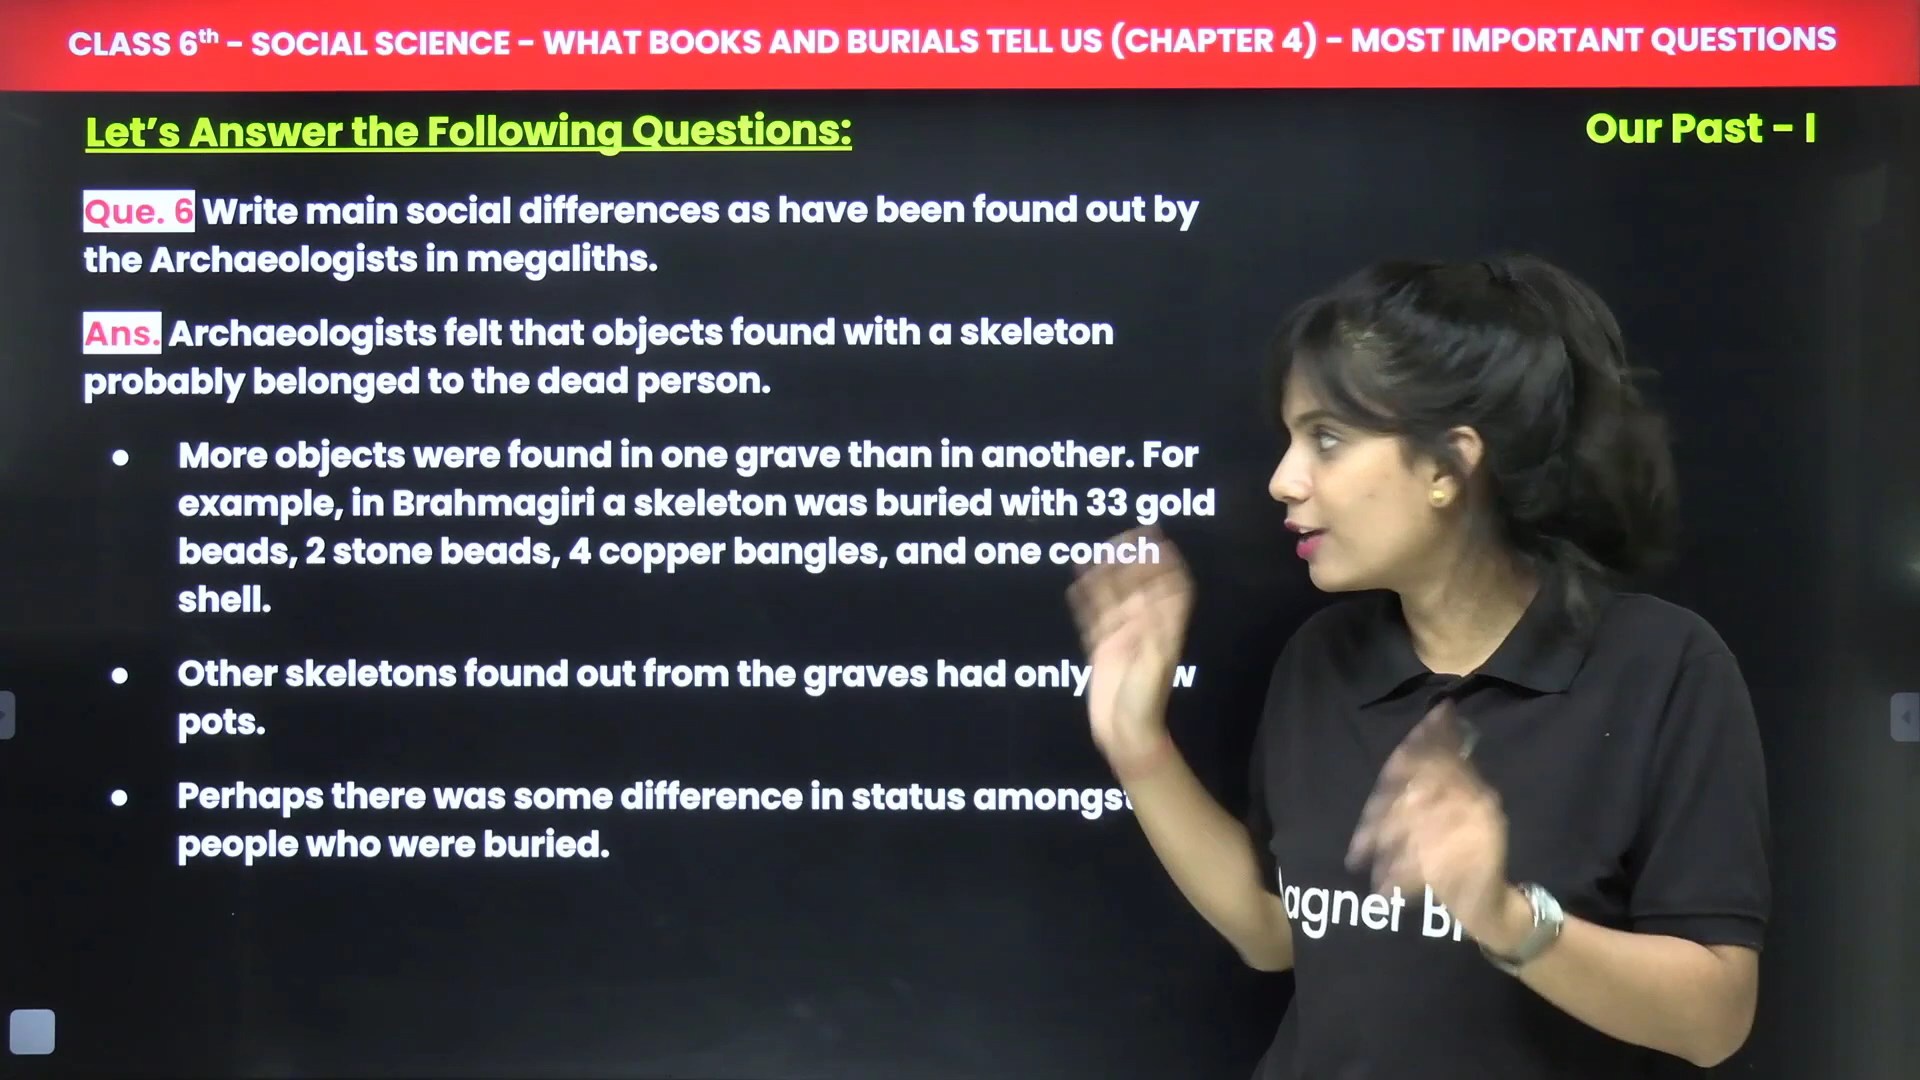 CLASS 6th - SOCIAL SCIENCE - WHAT BOOKS AND BURIALS TELL US (CHAPTER 4) - MOST IMPORTANT QUESTIONS
Let's Answer the Following Questions:
Our Past - I
Que. 6 Write main social differences as have been found out by
the Archaeologists in megaliths.
Ans. Archaeologists felt that objects found with a skeleton
probably belonged to the dead person.
● More objects were found in one grave than in another. For
example, in Brahmagiri a skeleton was buried with 33 gold
beads, 2 stone beads, 4 copper bangles, and one conch
shell.
● Other skeletons found out from the graves had only
pots.
● Perhaps there was some difference in status amongst
people who were buried.
agnet B